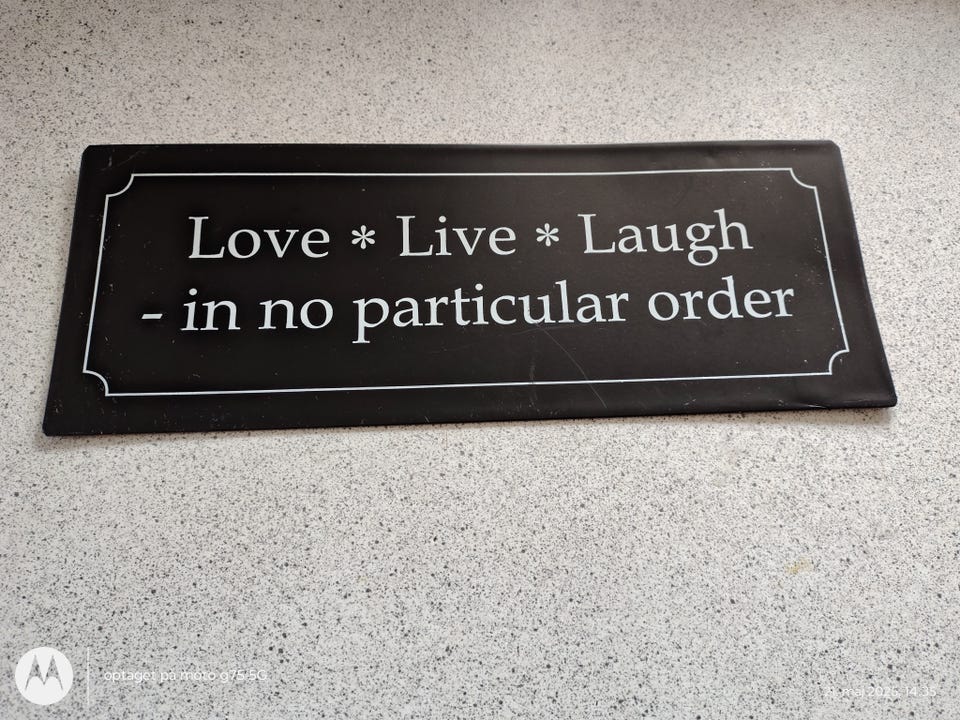 Love * Live * Laugh
- in no particular order
optaget på moto g75 5G
21. maj 2025, 14.35